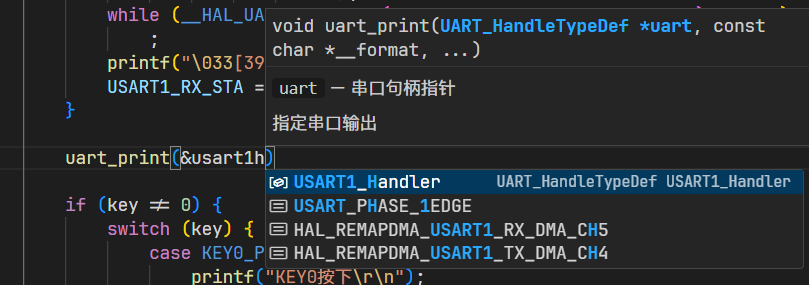 while (__HAL_UA
;
printf("\033[39
USART1_RX_STA =
}
void uart_print(UART_HandleTypeDef *uart, const
char *__format, ...)
uart — 串口句柄指针
指定串口输出
uart_print(&usart1h)
USART1_Handler UART_HandleTypeDef USART1_Handler
USART_PHASE_1EDGE
HAL_REMAPDMA_USART1_RX_DMA_CH5
HAL_REMAPDMA_USART1_TX_DMA_CH4
if (key ≠ 0) {
switch (key) {
case KEY0_P
printf("KEY0按下\r\n");